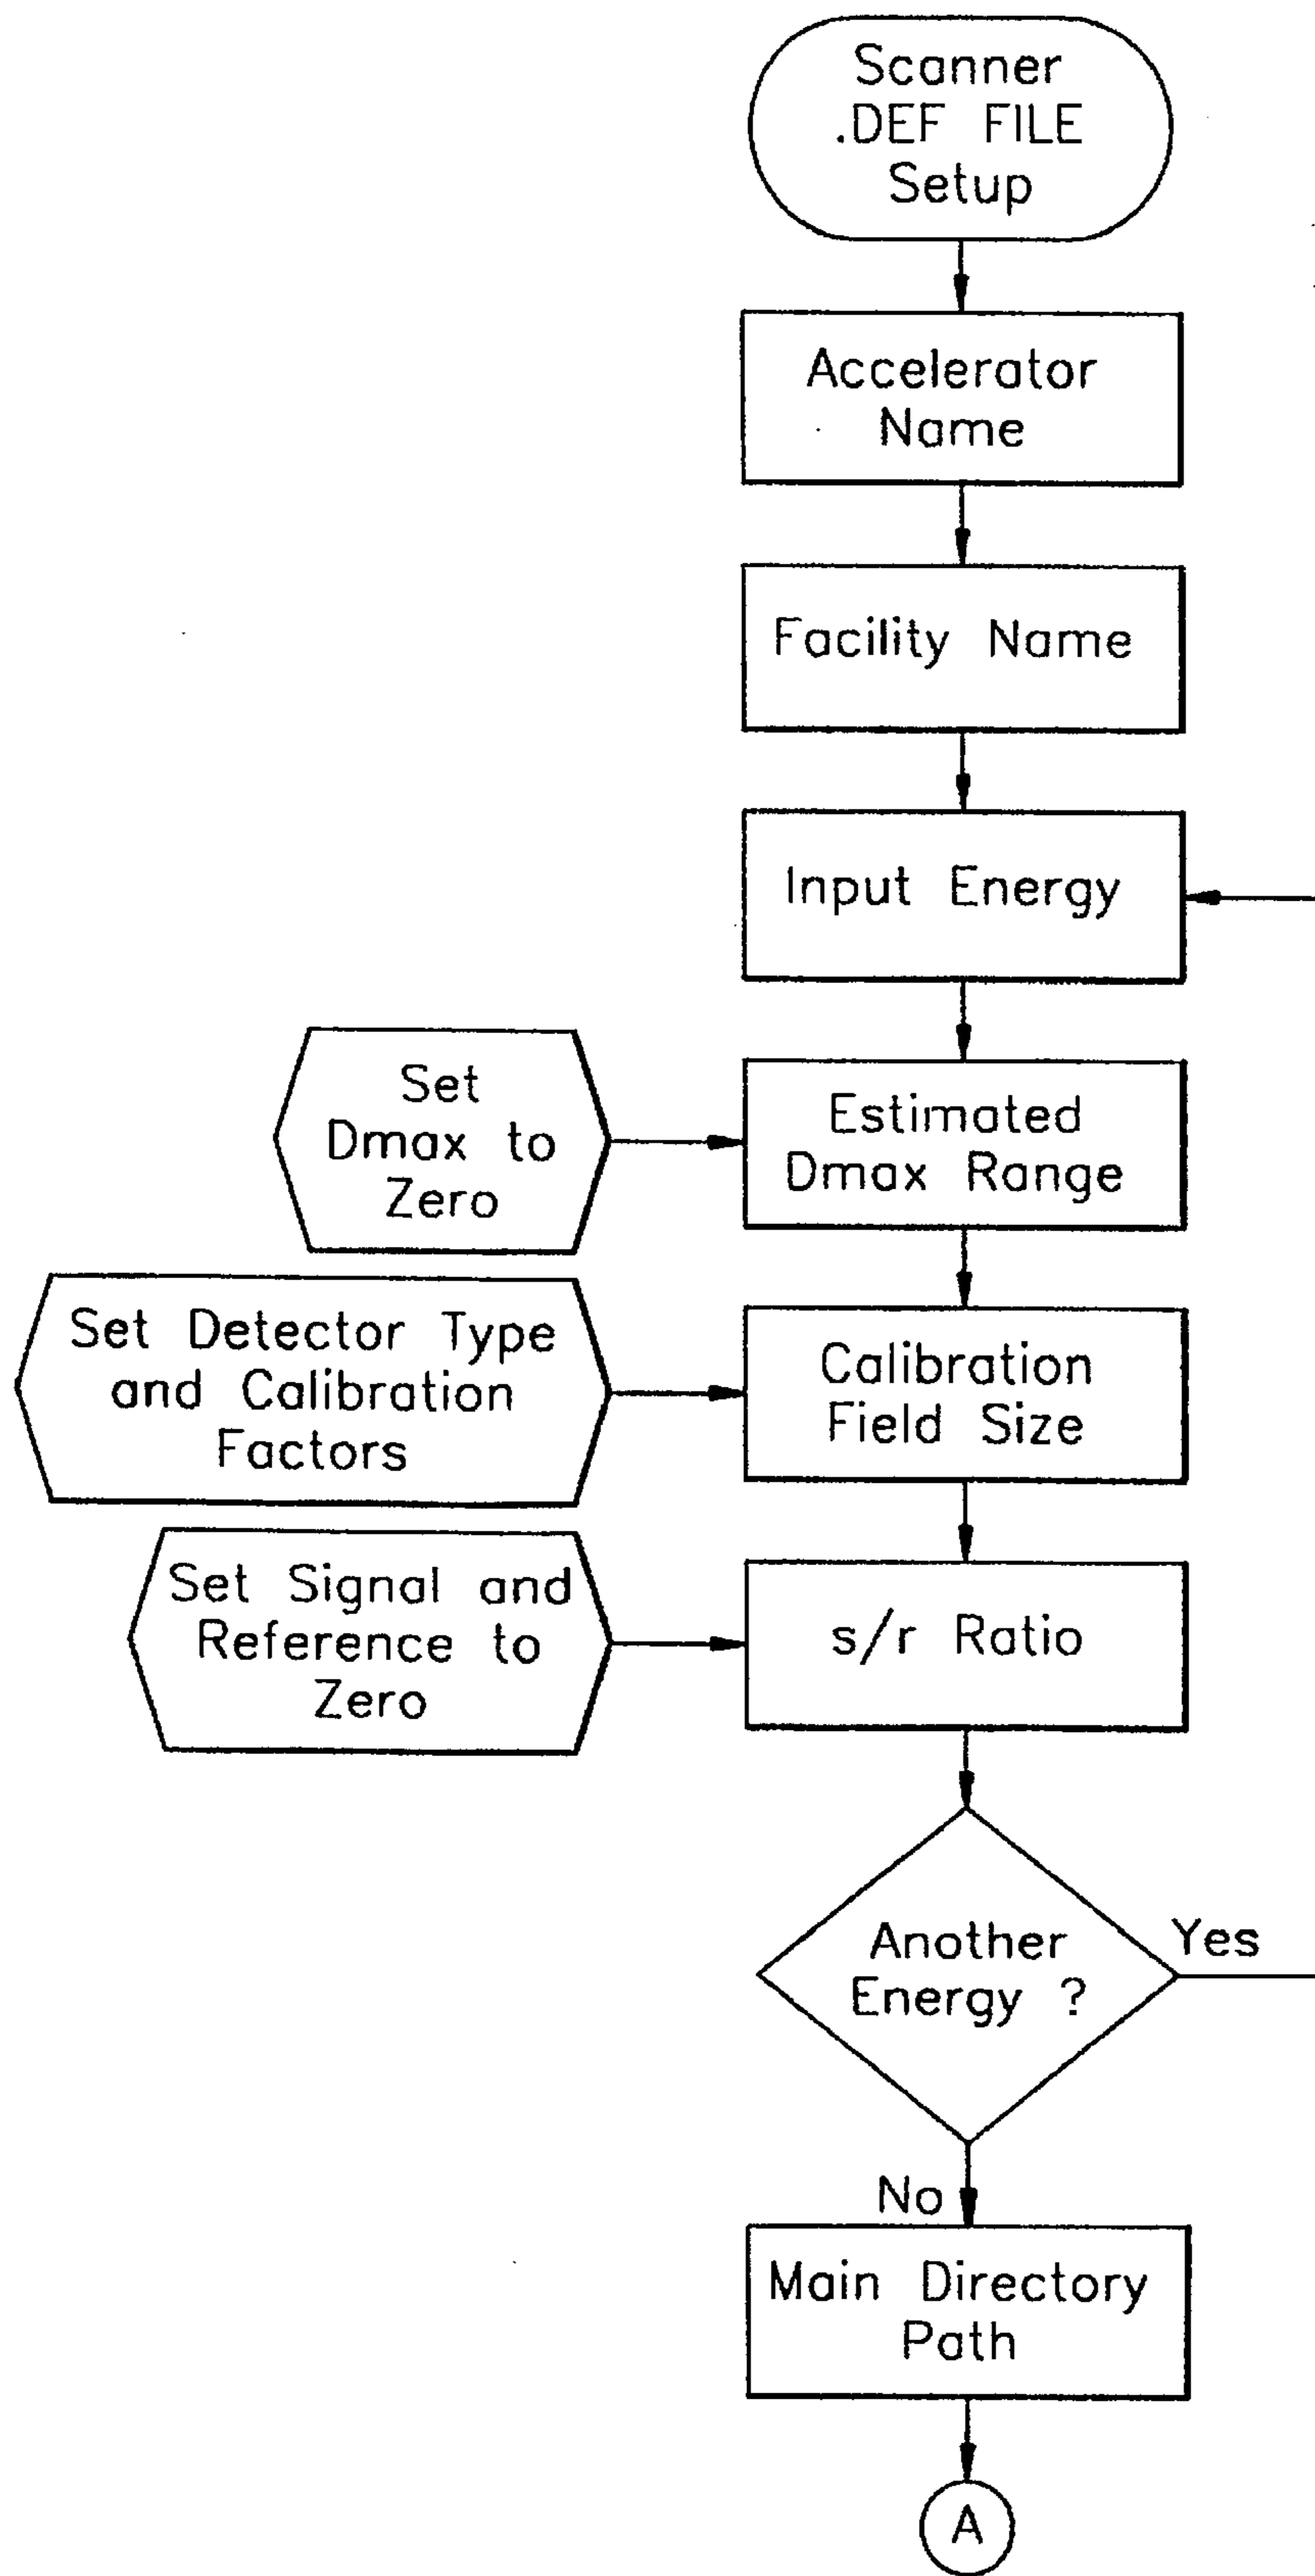 Scanner
.DEF FILE
Setup
Accelerator
Name
Facility Name
Input Energy
Set
Dmax to
Zero
Estimated
Dmax Range
Set Detector Type
and Calibration
Factors
Calibration
Field Size
Set Signal and
Reference to
Zero
s/r Ratio
Another
Energy ?
Yes
No
Main Directory
Path
A